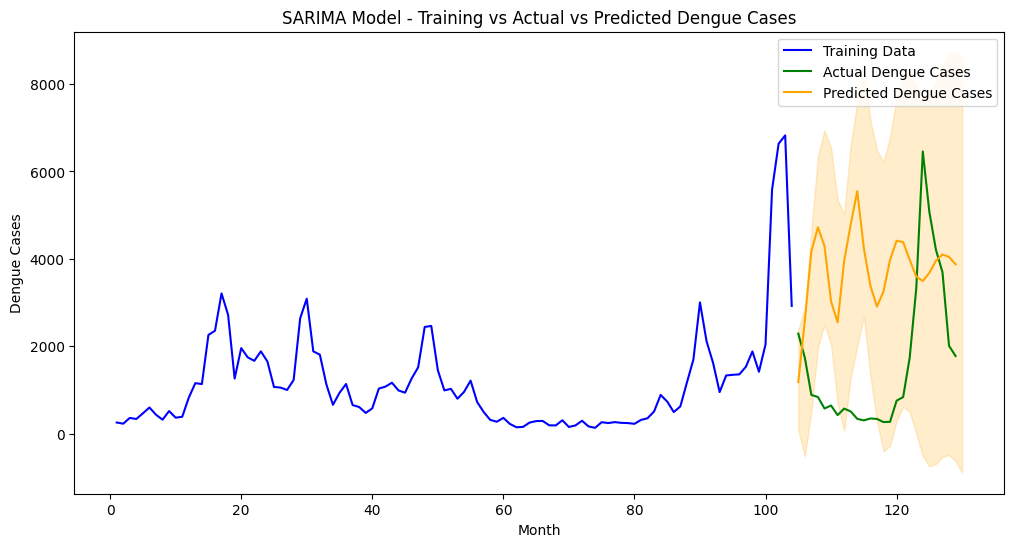 SARIMA Model - Training vs Actual vs Predicted Dengue Cases
Training Data
Actual Dengue Cases
Predicted Dengue Cases
Dengue Cases
8000
6000
4000
2000
0
0 20 40 60 80 100 120
Month